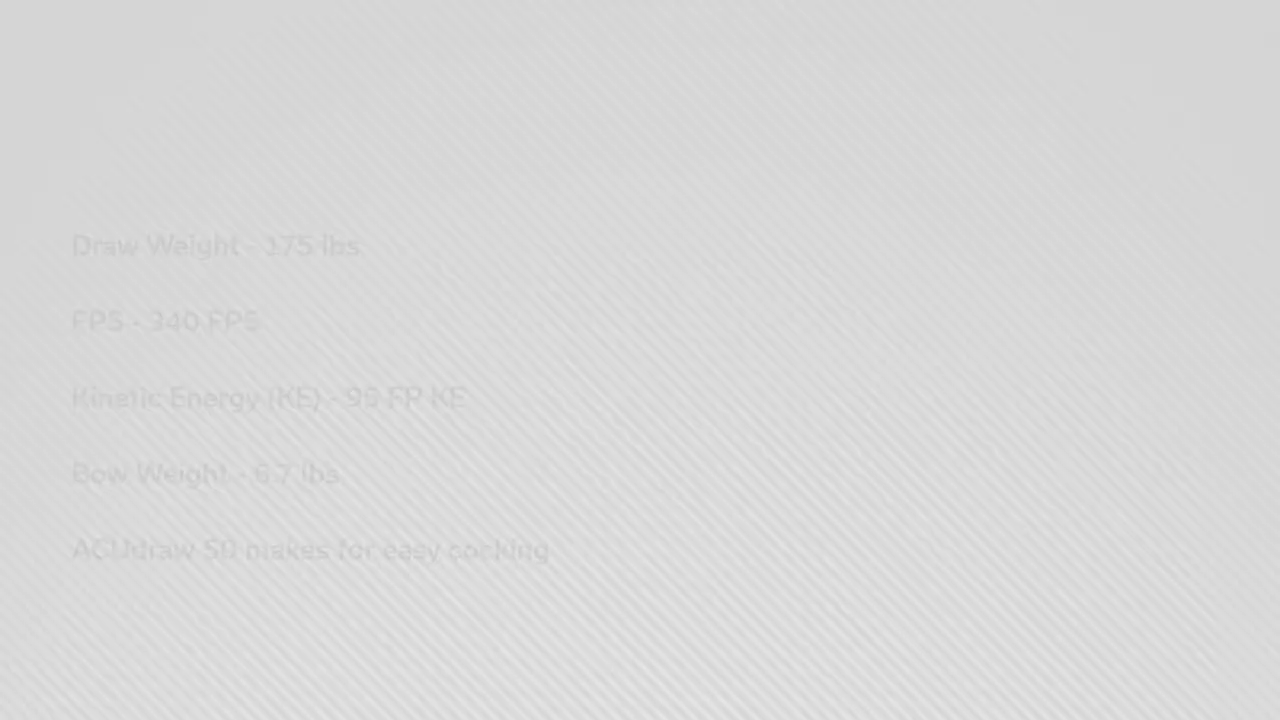 Draw Weight - 175 lbs
FPS - 340 FPS
Kinetic Energy (KE) - 95 FP KE
Bow Weight - 6.7 lbs
ACUdraw 50 makes for easy cocking